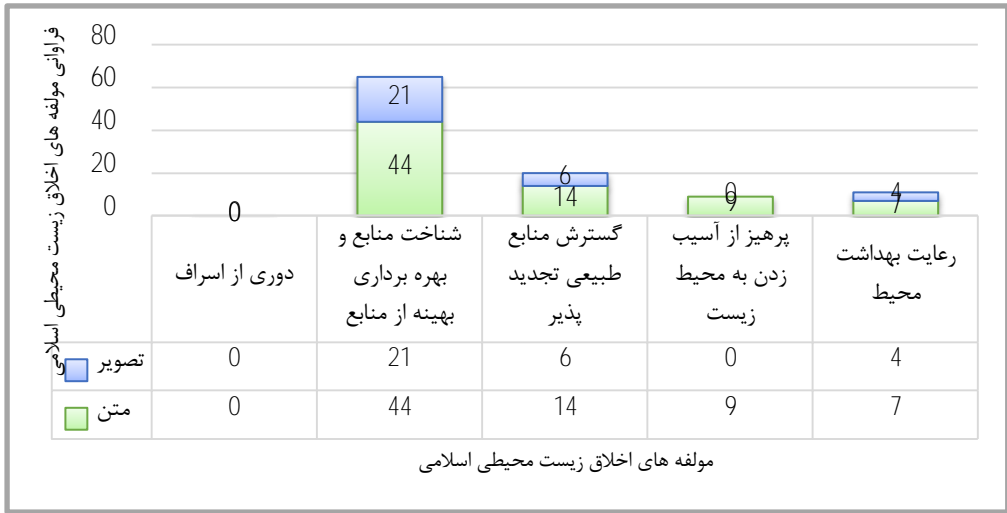 فراوانی مولفه های اخلاق زیست محیطی اسلامی
80
60
40
20
0
0
0
21
44
6
14
0
9
4
7
دوری از اسراف
شناخت منابع و
بهره برداری
بهینه از منابع
گسترش منابع
طبیعی تجدید
پذیر
پرهیز از آسیب
زدن به محیط
زیست
رعایت بهداشت
محیط
تصویر 0 21 6 0 4
متن 0 44 14 9 7
مولفه های اخلاق زیست محیطی اسلامی